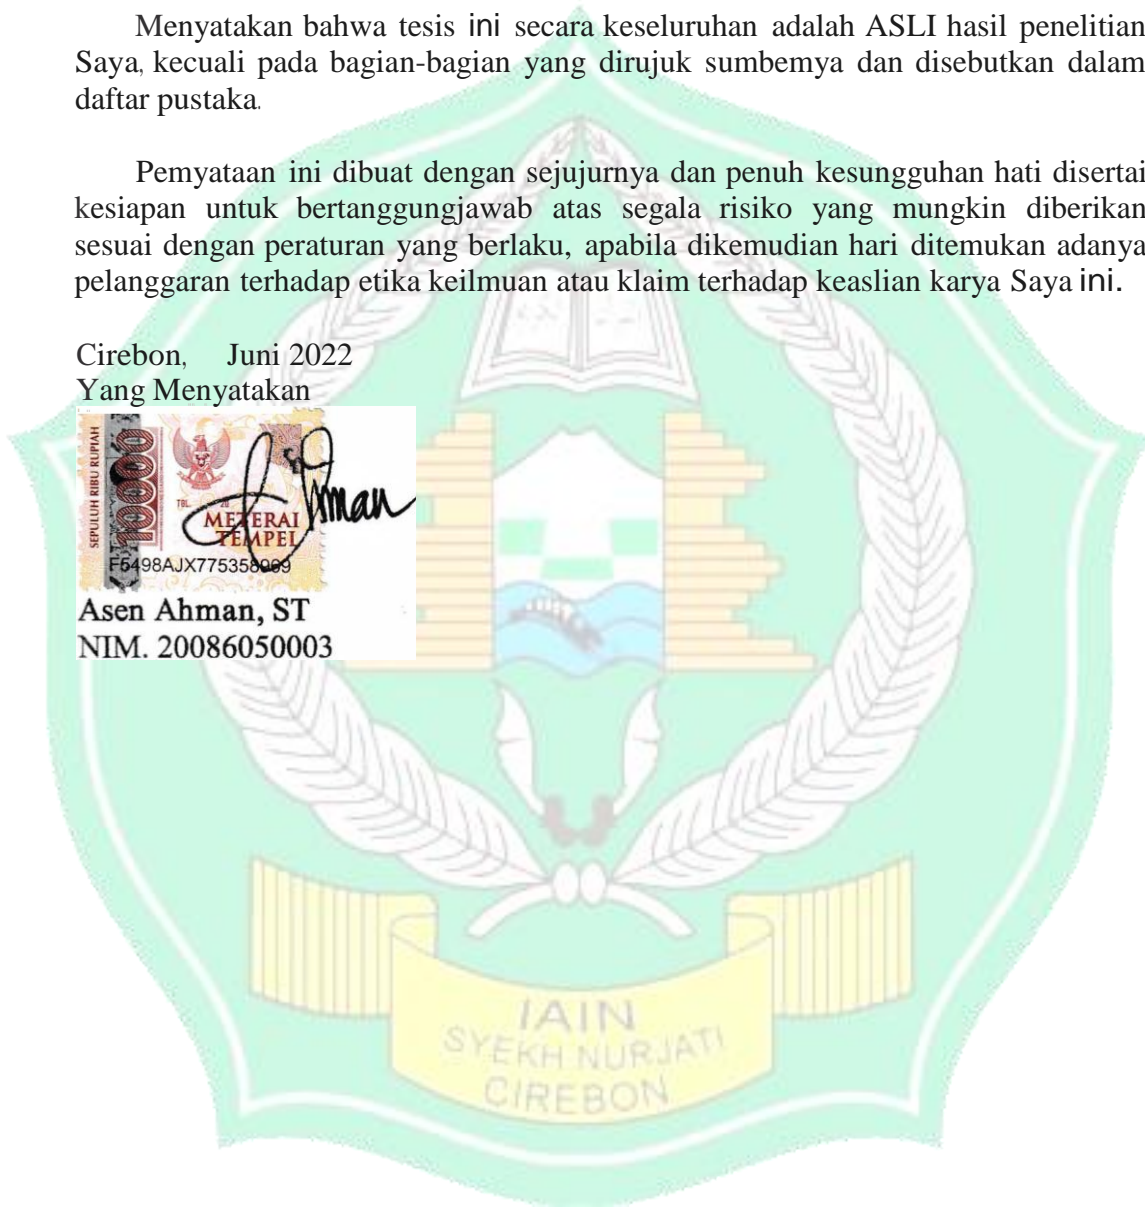 Menyatakan bahwa tesis ini secara keseluruhan adalah ASLI hasil penelitian
Saya, kecuali pada bagian-bagian yang dirujuk sumbemya dan disebutkan dalam
daftar pustaka.
Pemyataan ini dibuat dengan sejujurnya dan penuh kesungguhan hati disertai
kesiapan untuk bertanggungjawab atas segala risiko yang mungkin diberikan
sesuai dengan peraturan yang berlaku, apabila dikemudian hari ditemukan adanya
pelanggaran terhadap etika keilmuan atau klaim terhadap keaslian karya Saya ini.
Cirebon, Juni 2022
Yang Menyatakan
SEPULUH RIBU RUPIAH
10000
TBL. 20
METERAI
TEMPEL
Asen Ahman, ST
NIM. 20086050003
IAIN
SYEKH NURJATI
CIREBON